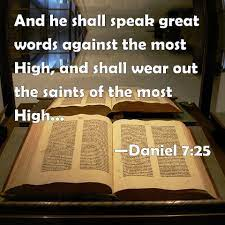 And he shall speak great
words against the most
High, and shall wear out
the saints of the most
High...
—Daniel 7:25